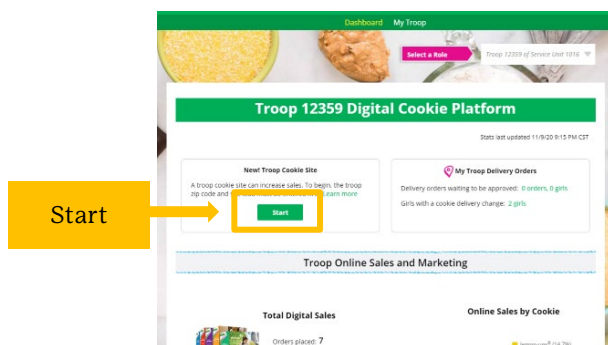 Dashboard My Troop
Select a Role
Troop 12359 of Service Unit 1016
Troop 12359 Digital Cookie Platform
Stats last updated 11/9/20 9:15 PM CST
New! Troop Cookie Site
A troop cookie site can increase sales. To begin, the troop
zip code and Learn more
Start
My Troop Delivery Orders
Delivery orders waiting to be approved: 0 orders, 0 girls
Girls with a cookie delivery change: 2 girls
Start
Troop Online Sales and Marketing
Total Digital Sales
Orders placed: 7
Online Sales by Cookie